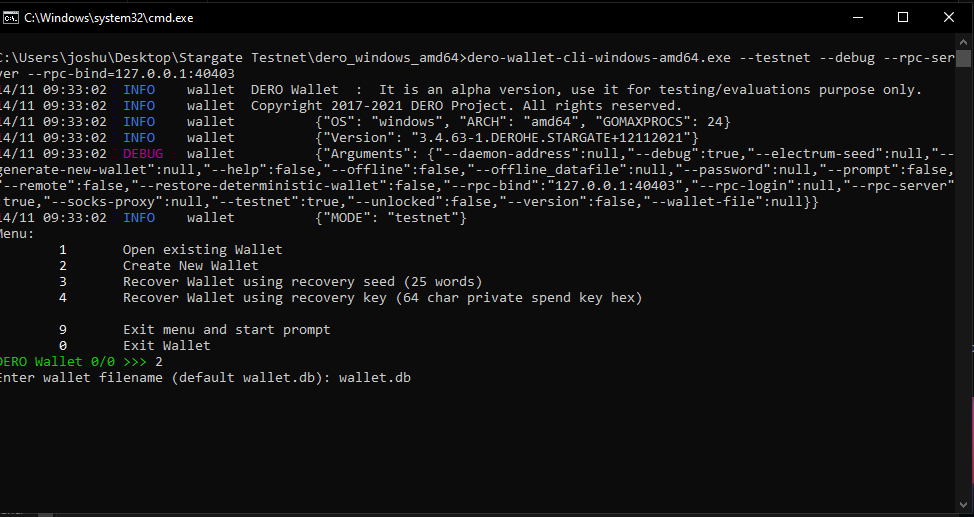 C:\Windows\system32\cmd.exe
C:\Users\joshu\Desktop\Stargate Testnet\dero_windows_amd64>dero-wallet-cli-windows-amd64.exe --testnet --debug --rpc-ser
ver --rpc-bind=127.0.0.1:40403
14/11 09:33:02 INFO wallet DERO Wallet : It is an alpha version, use it for testing/evaluations purpose only.
14/11 09:33:02 INFO wallet Copyright 2017-2021 DERO Project. All rights reserved.
14/11 09:33:02 INFO wallet {"OS": "windows", "ARCH": "amd64", "GOMAXPROCS": 24}
14/11 09:33:02 INFO wallet {"Version": "3.4.63-1.DEROHE.STARGATE+12112021"}
14/11 09:33:02 DEBUG wallet {"Arguments": {"--daemon-address":null,"--debug":true,"--electrum-seed":null,"--
generate-new-wallet":null,"--help":false,"--offline":false,"--offline_datafile":null,"--password":null,"--prompt":false,
"--remote":false,"--restore-deterministic-wallet":false,"--rpc-bind":"127.0.0.1:40403","--rpc-login":null,"--rpc-server"
:true,"--socks-proxy":null,"--testnet":true,"--unlocked":false,"--version":false,"--wallet-file":null}}
14/11 09:33:02 INFO wallet {"MODE": "testnet"}
Menu:
1 Open existing Wallet
2 Create New Wallet
3 Recover Wallet using recovery seed (25 words)
4 Recover Wallet using recovery key (64 char private spend key hex)
9 Exit menu and start prompt
0 Exit Wallet
DERO Wallet 0/0 >>> 2
Enter wallet filename (default wallet.db): wallet.db